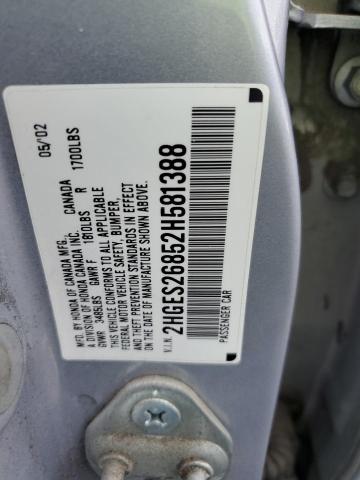 MFD. BY HONDA OF CANADA MFG. CANADA 05/'02
A DIVISION OF HONDA CANADA INC.
GVWR 3485LBS GAWR F 1810LBS R 1700LBS
THIS VEHICLE CONFORMS TO ALL APPLICABLE
FEDERAL MOTOR VEHICLE SAFETY, BUMPER,
AND THEFT PREVENTION STANDARDS IN EFFECT ON THE DATE
OF MANUFACTURE SHOWN ABOVE.
V.I.N. 2HGES26852H581388
PASSENGER CAR